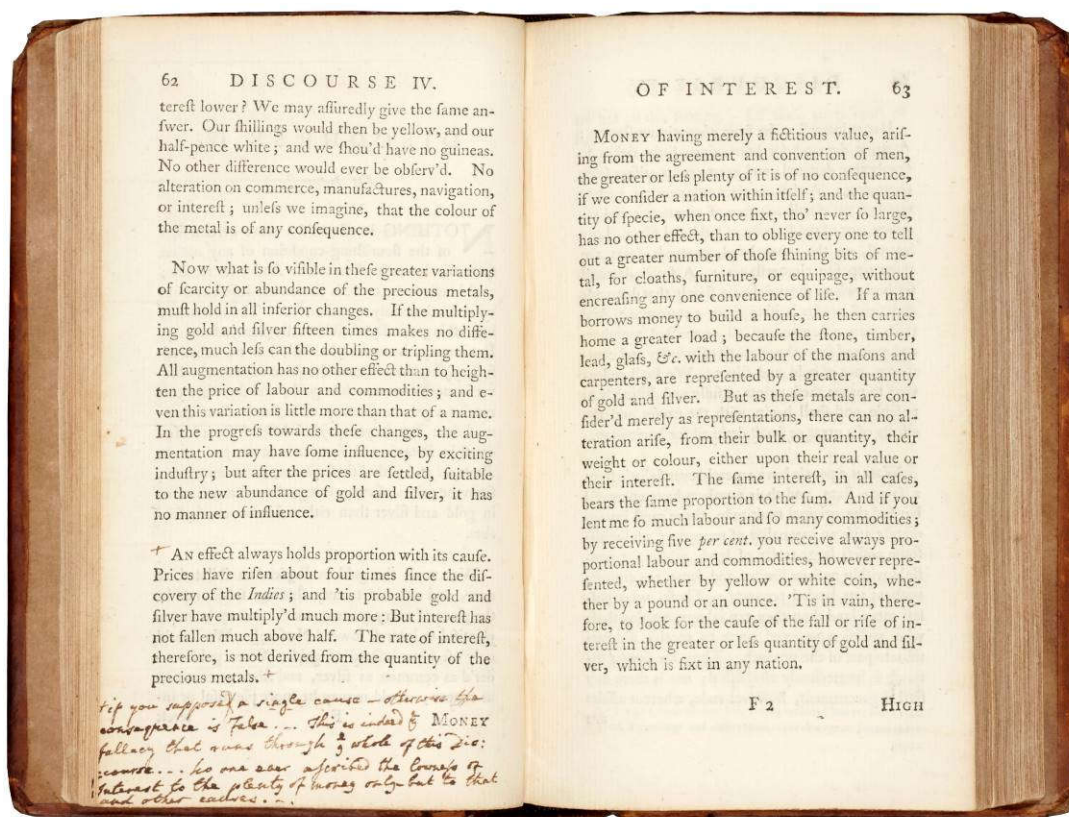 62 DISCOURSE IV.
tereſt lower? We may aſſuredly give the ſame an-
ſwer. Our ſhillings would then be yellow, and our
half-pence white; and we ſhou'd have no guineas.
No other difference would ever be obſerv'd. No
alteration on commerce, manufactures, navigation,
or intereſt; unleſs we imagine, that the colour of
the metal is of any conſequence.
Now what is ſo viſible in theſe greater variations
of ſcarcity or abundance of the precious metals,
muſt hold in all inferior changes. If the multiply-
ing gold and ſilver fifteen times makes no diffe-
rence, much leſs can the doubling or tripling them.
All augmentation has no other effect than to heigh-
ten the price of labour and commodities; and e-
ven this variation is little more than that of a name.
In the progreſs towards theſe changes, the aug-
mentation may have ſome influence, by exciting
induſtry; but after the prices are ſettled, ſuitable
to the new abundance of gold and ſilver, it has
no manner of influence.
+ AN effect always holds proportion with its cauſe.
Prices have riſen about four times ſince the diſ-
covery of the Indies; and 'tis probable gold and
ſilver have multiply'd much more: But intereſt has
not fallen much above half. The rate of intereſt,
therefore, is not derived from the quantity of the
precious metals. +
+ if you suppose a single cause – otherwise the
consequence is False... This is indeed ye
MONEY
fallacy that runs through ye whole of this Dis:
:course... no one ever ascribed the lowness of
Interest to the plenty of money only but to that
and other causes...
OF INTEREST. 63
MONEY having merely a fictitious value, ariſ-
ing from the agreement and convention of men,
the greater or leſs plenty of it is of no conſequence,
if we conſider a nation within itſelf; and the quan-
tity of ſpecie, when once fixt, tho' never ſo large,
has no other effect, than to oblige every one to tell
out a greater number of thoſe ſhining bits of me-
tal, for cloaths, furniture, or equipage, without
encreaſing any one convenience of life. If a man
borrows money to build a houſe, he then carries
home a greater load; becauſe the ſtone, timber,
lead, glaſs, &c. with the labour of the maſons and
carpenters, are repreſented by a greater quantity
of gold and ſilver. But as theſe metals are con-
ſider'd merely as repreſentations, there can no al-
teration ariſe, from their bulk or quantity, their
weight or colour, either upon their real value or
their intereſt. The ſame intereſt, in all caſes,
bears the ſame proportion to the ſum. And if you
lent me ſo much labour and ſo many commodities;
by receiving five per cent. you receive always pro-
portional labour and commodities, however repre-
ſented, whether by yellow or white coin, whe-
ther by a pound or an ounce. 'Tis in vain, there-
fore, to look for the cauſe of the fall or riſe of in-
tereſt in the greater or leſs quantity of gold and ſil-
ver, which is fixt in any nation.
F 2 HIGH